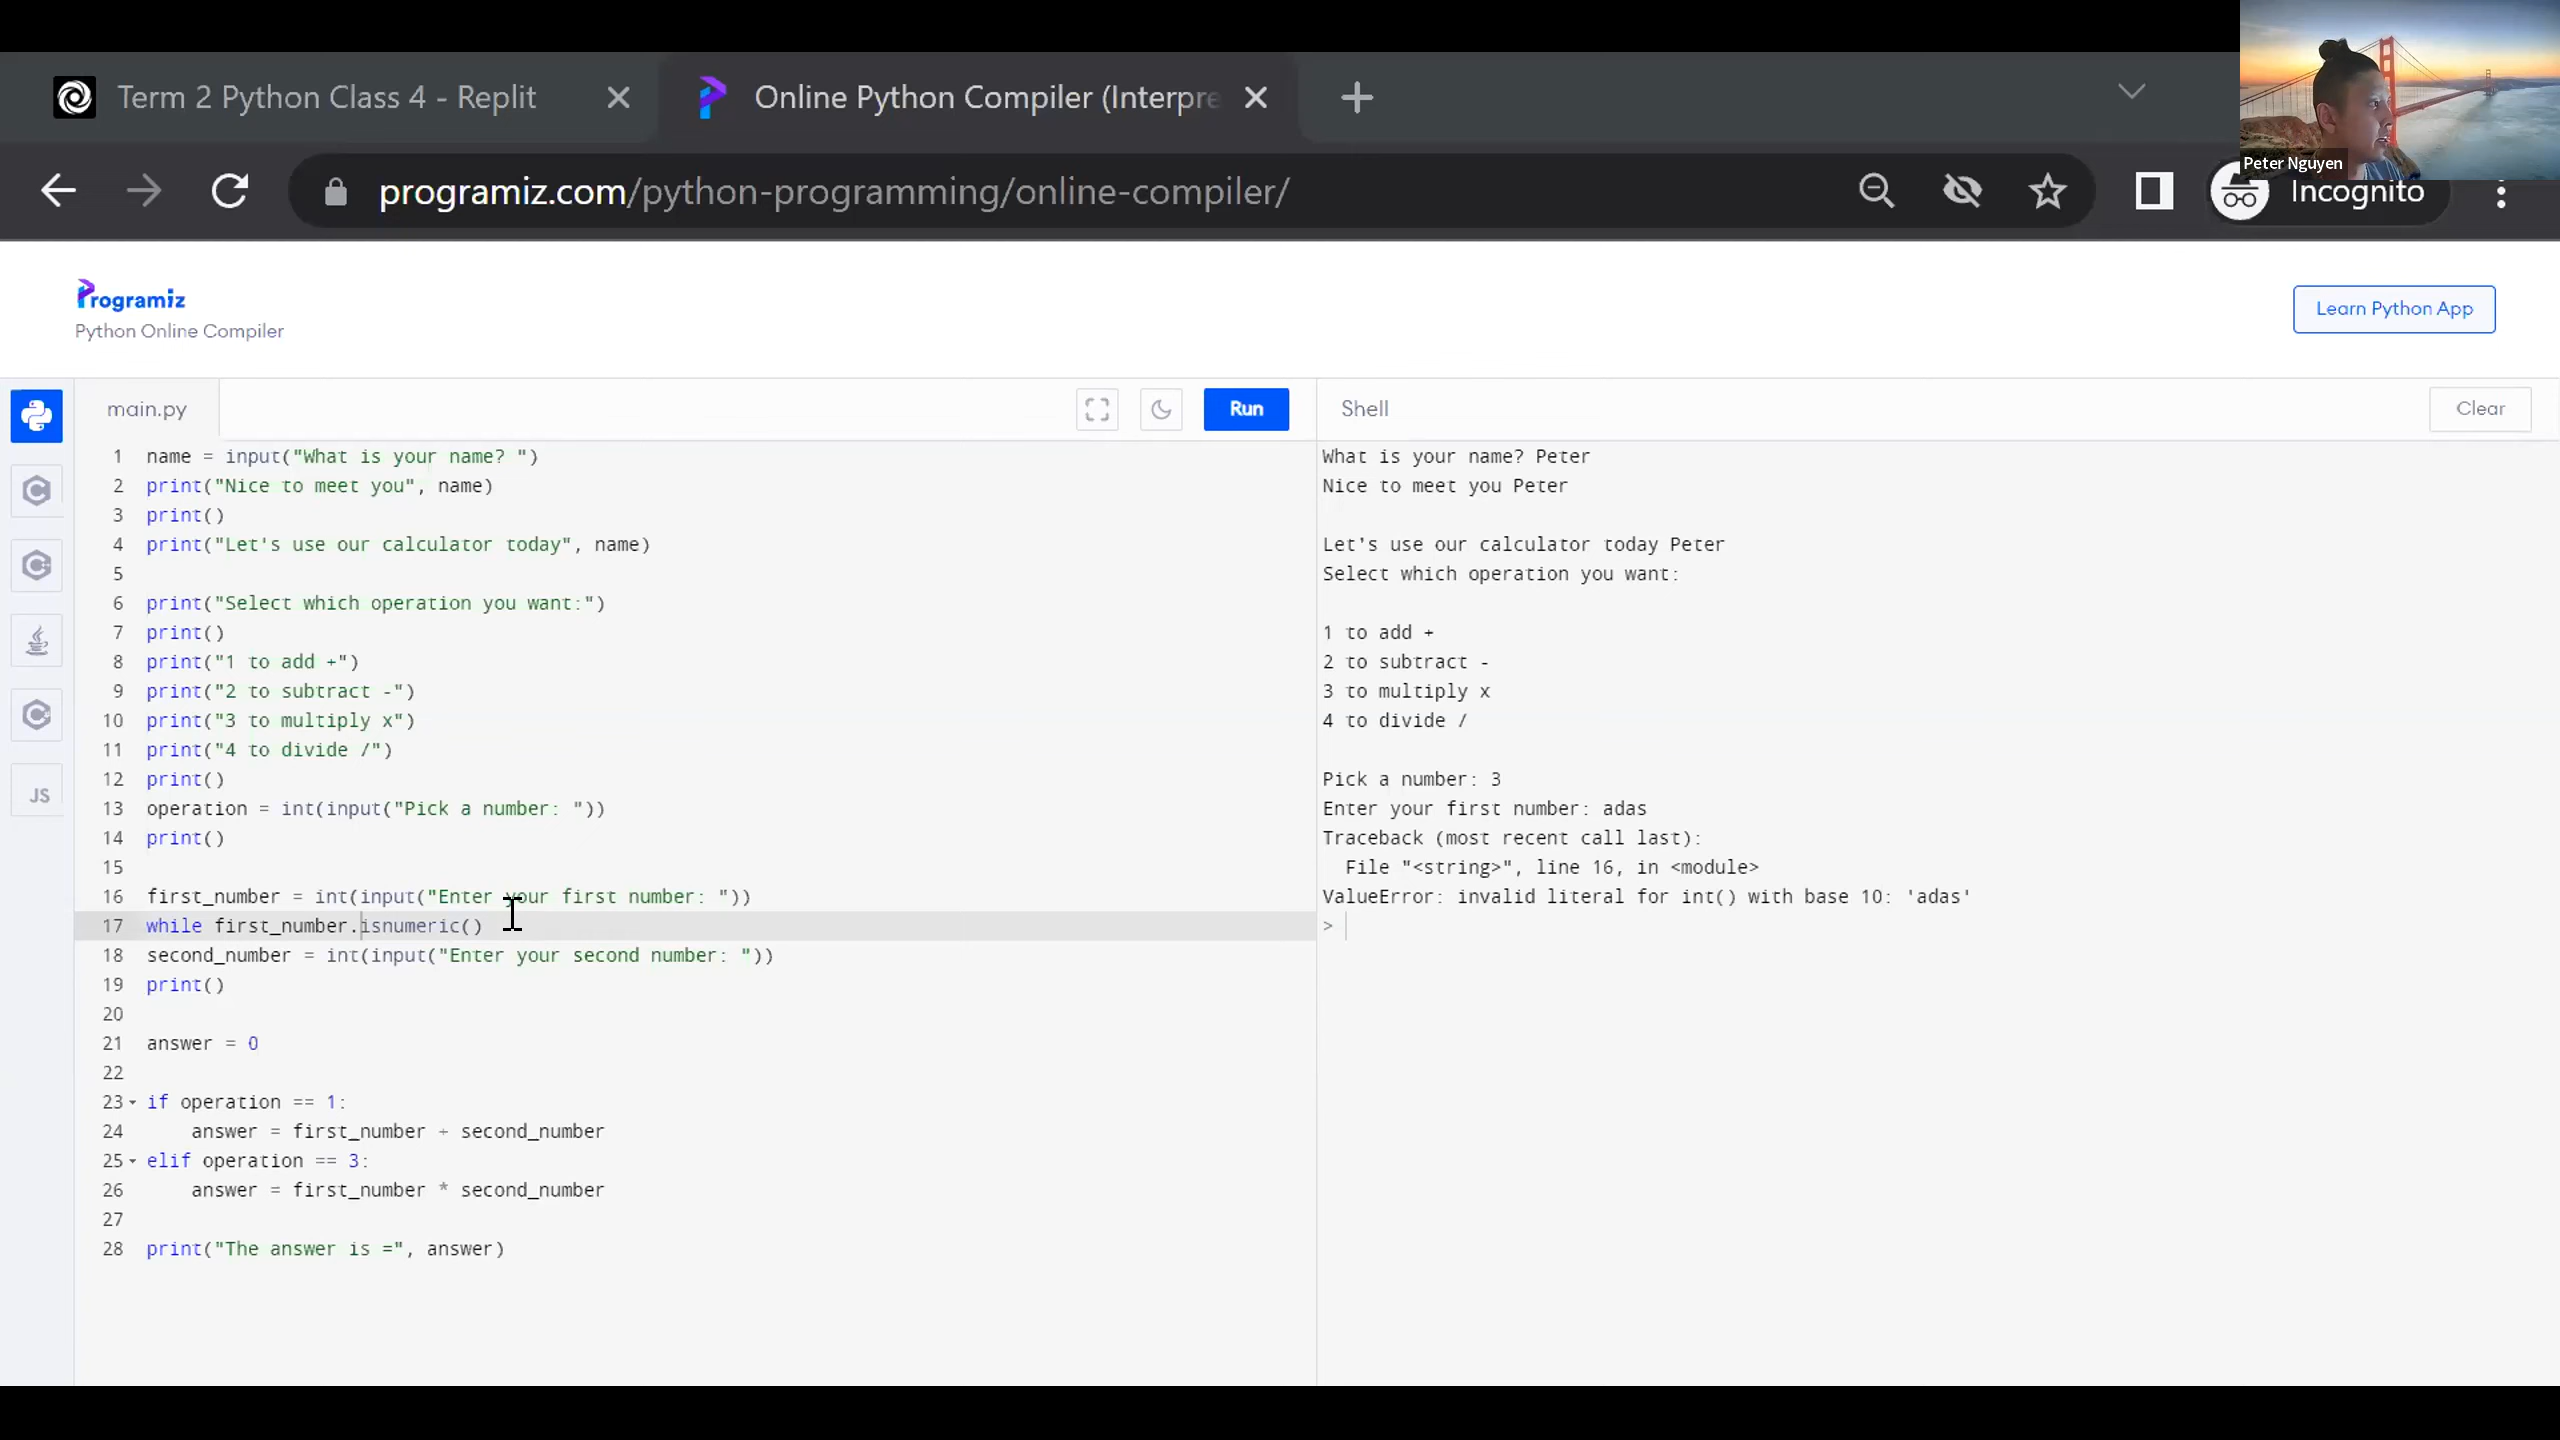 Term 2 Python Class 4 - Replit
Online Python Compiler (Interpre
Peter Nguyen
programiz.com/python-programming/online-compiler/
Incognito
Programiz
Python Online Compiler
Learn Python App
main.py
Run
Shell
Clear
JS
1 name = input("What is your name? ")
2 print("Nice to meet you", name)
3 print()
4 print("Let's use our calculator today", name)
5
6 print("Select which operation you want:")
7 print()
8 print("1 to add +")
9 print("2 to subtract -")
10 print("3 to multiply x")
11 print("4 to divide /")
12 print()
13 operation = int(input("Pick a number: "))
14 print()
15
16 first_number = int(input("Enter your first number: "))
17 while first_number.isnumeric()
18 second_number = int(input("Enter your second number: "))
19 print()
20
21 answer = 0
22
23 if operation == 1:
24     answer = first_number + second_number
25 elif operation == 3:
26     answer = first_number * second_number
27
28 print("The answer is =", answer)
What is your name? Peter
Nice to meet you Peter
Let's use our calculator today Peter
Select which operation you want:
1 to add +
2 to subtract -
3 to multiply x
4 to divide /
Pick a number: 3
Enter your first number: adas
Traceback (most recent call last):
  File "<string>", line 16, in <module>
ValueError: invalid literal for int() with base 10: 'adas'
>